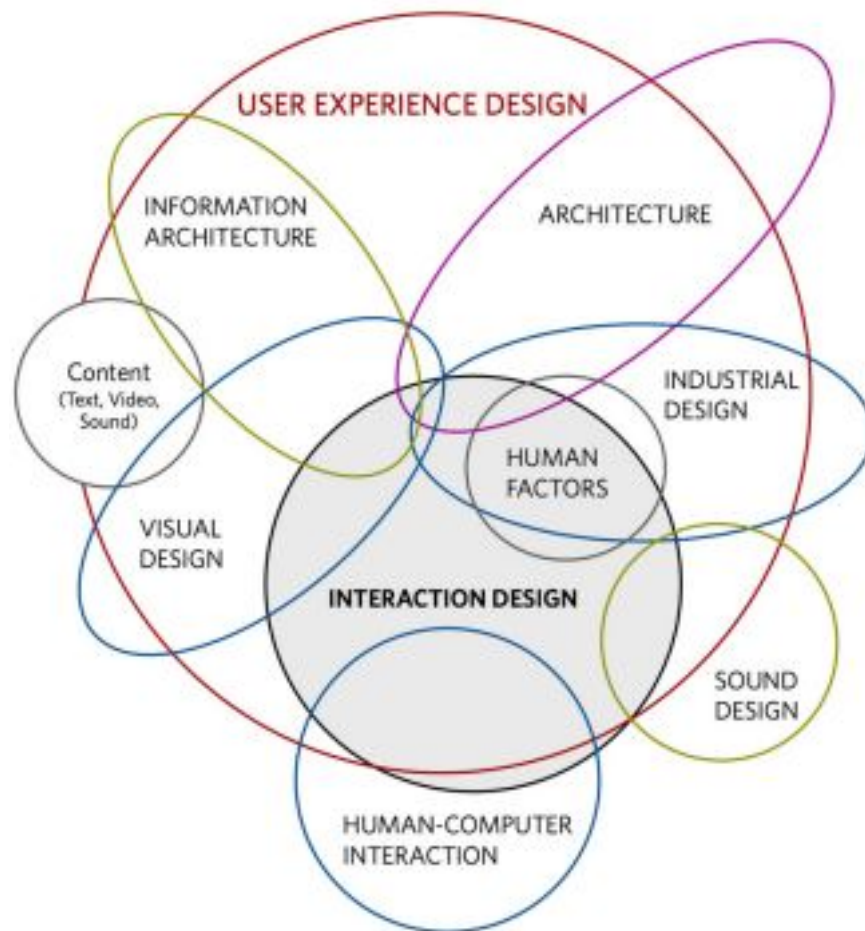 USER EXPERIENCE DESIGN
INFORMATION
ARCHITECTURE
ARCHITECTURE
Content
(Text, Video,
Sound)
INDUSTRIAL
DESIGN
HUMAN
FACTORS
VISUAL
DESIGN
INTERACTION DESIGN
SOUND
DESIGN
HUMAN-COMPUTER
INTERACTION